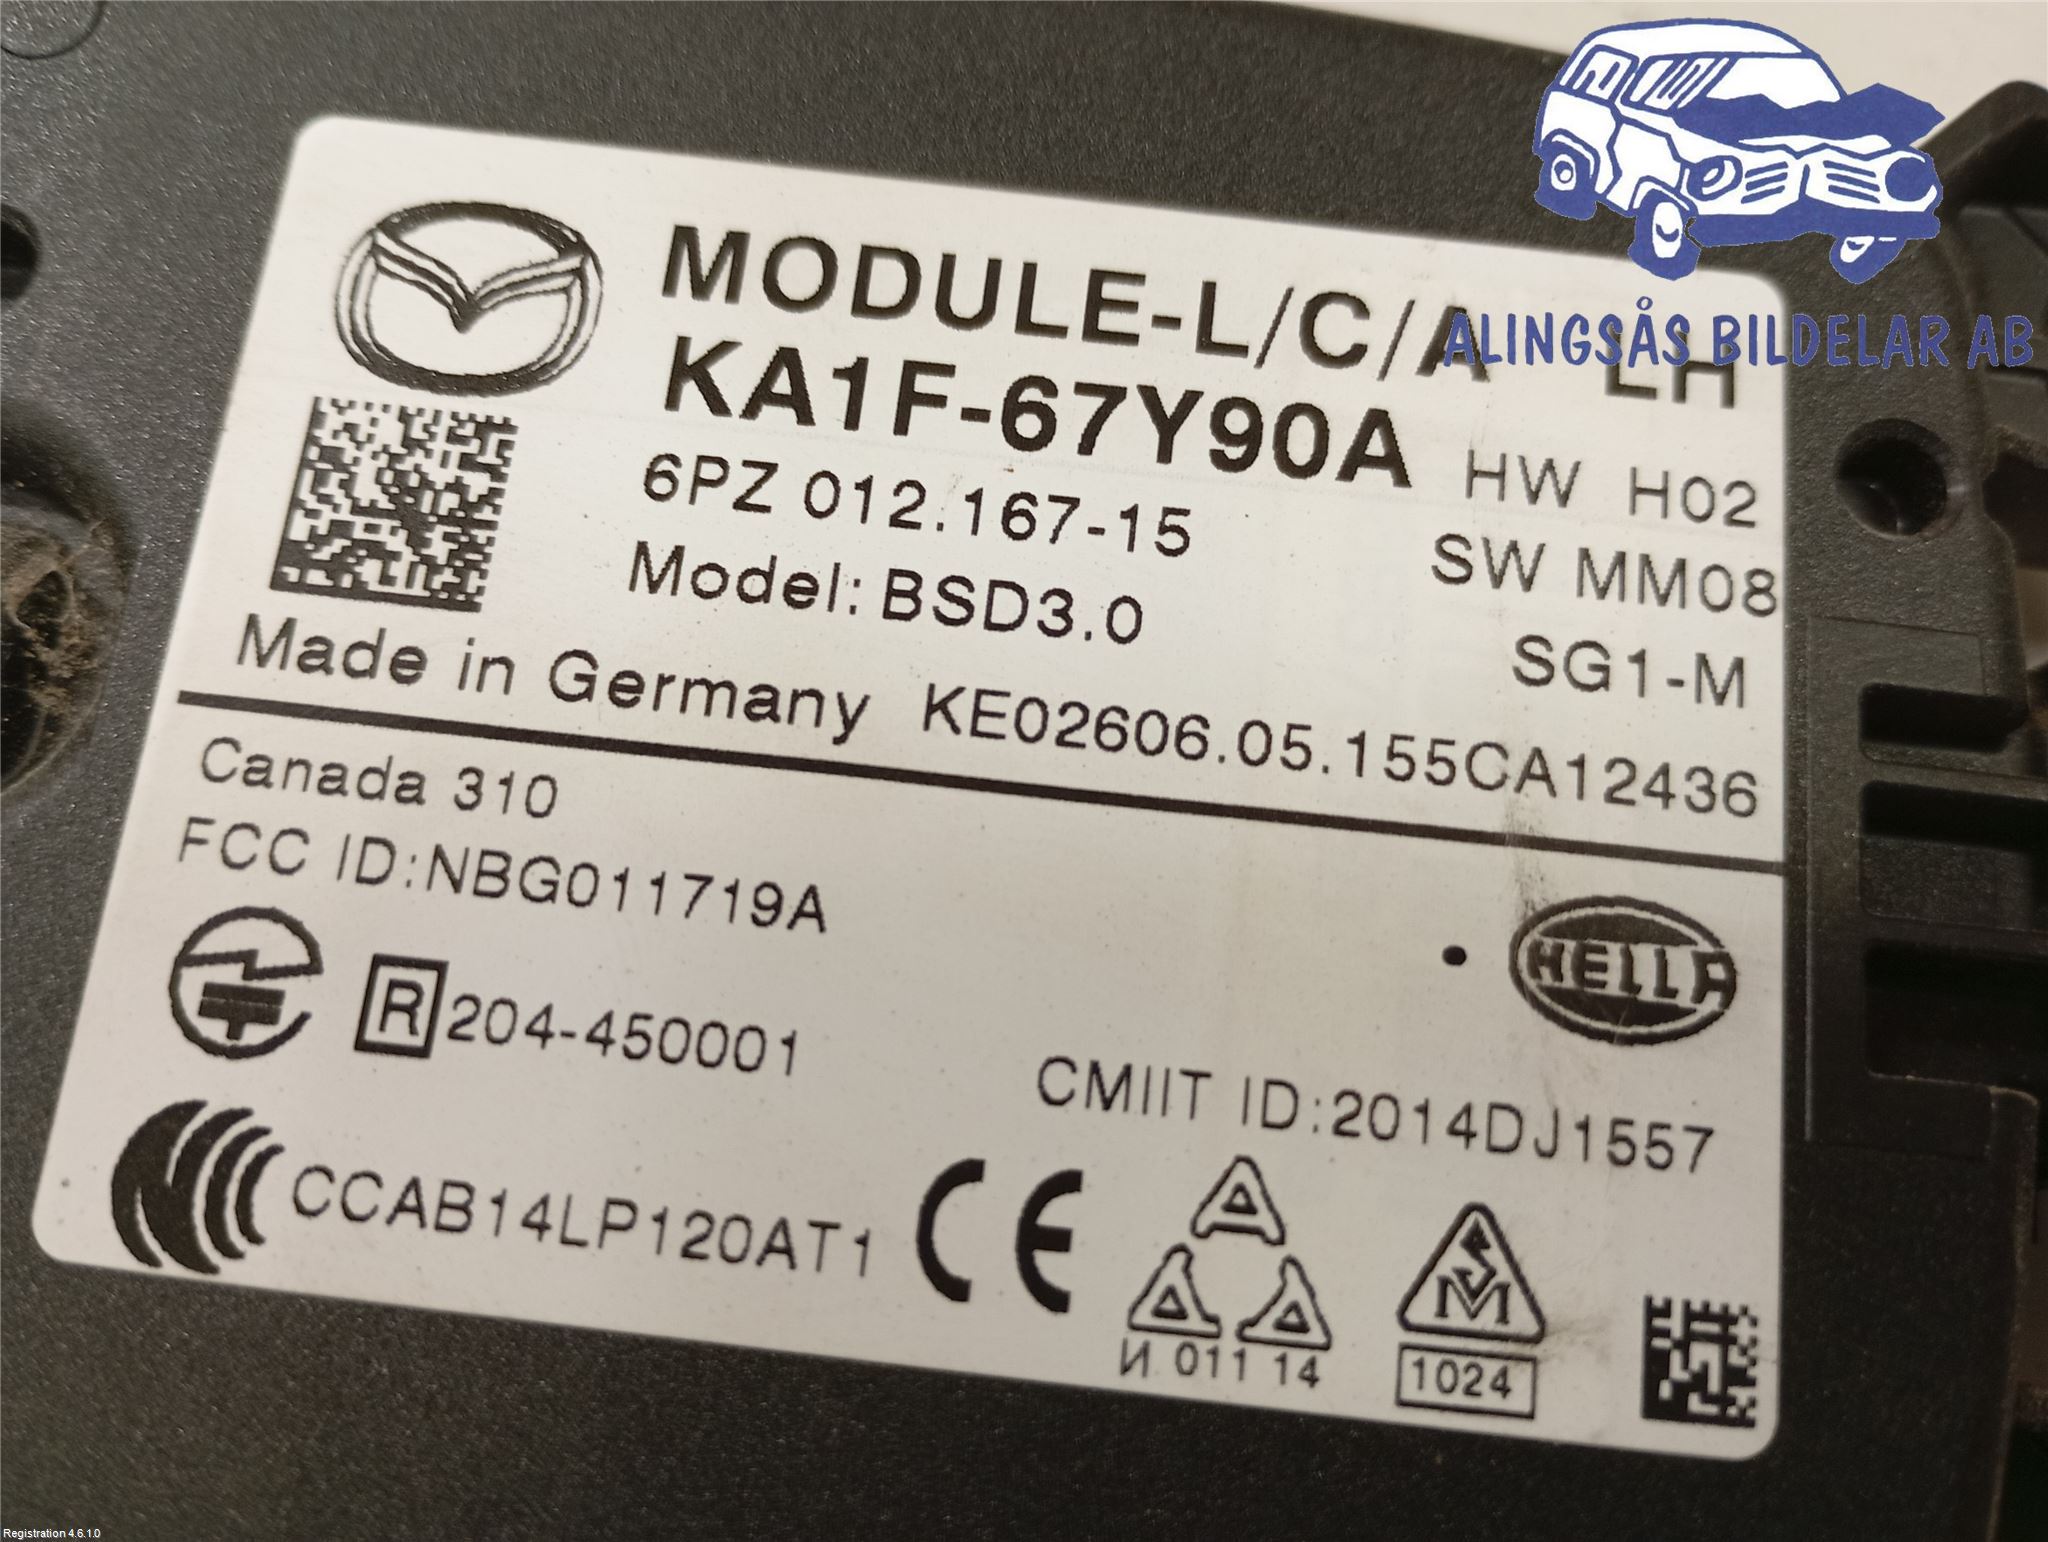 MODULE-L/C/A LH
ALINGSÅS BILDELAR AB
KA1F-67Y90A
HW H02
6PZ 012.167-15
SW MM08
Model: BSD3.0
SG1-M
Made in Germany KE02606.05.155CA12436
Canada 310
FCC ID:NBG011719A
HELLA
R 204-450001
CMIIT ID:2014DJ1557
CCAB14LP120AT1 CE
A
A A
И 011 14
SM
1024
Registration 4.6.1.0